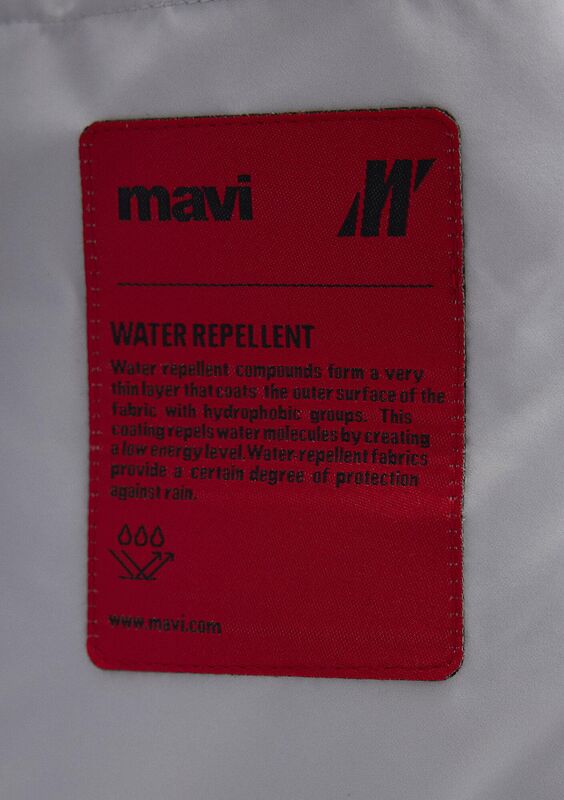 mavi M
WATER REPELLENT
Water repellent compounds form a very
thin layer that coats the outer surface of the
fabric with hydrophobic groups. This
coating repels water molecules by creating
a low energy level. Water-repellent fabrics
provide a certain degree of protection
against rain.
www.mavi.com